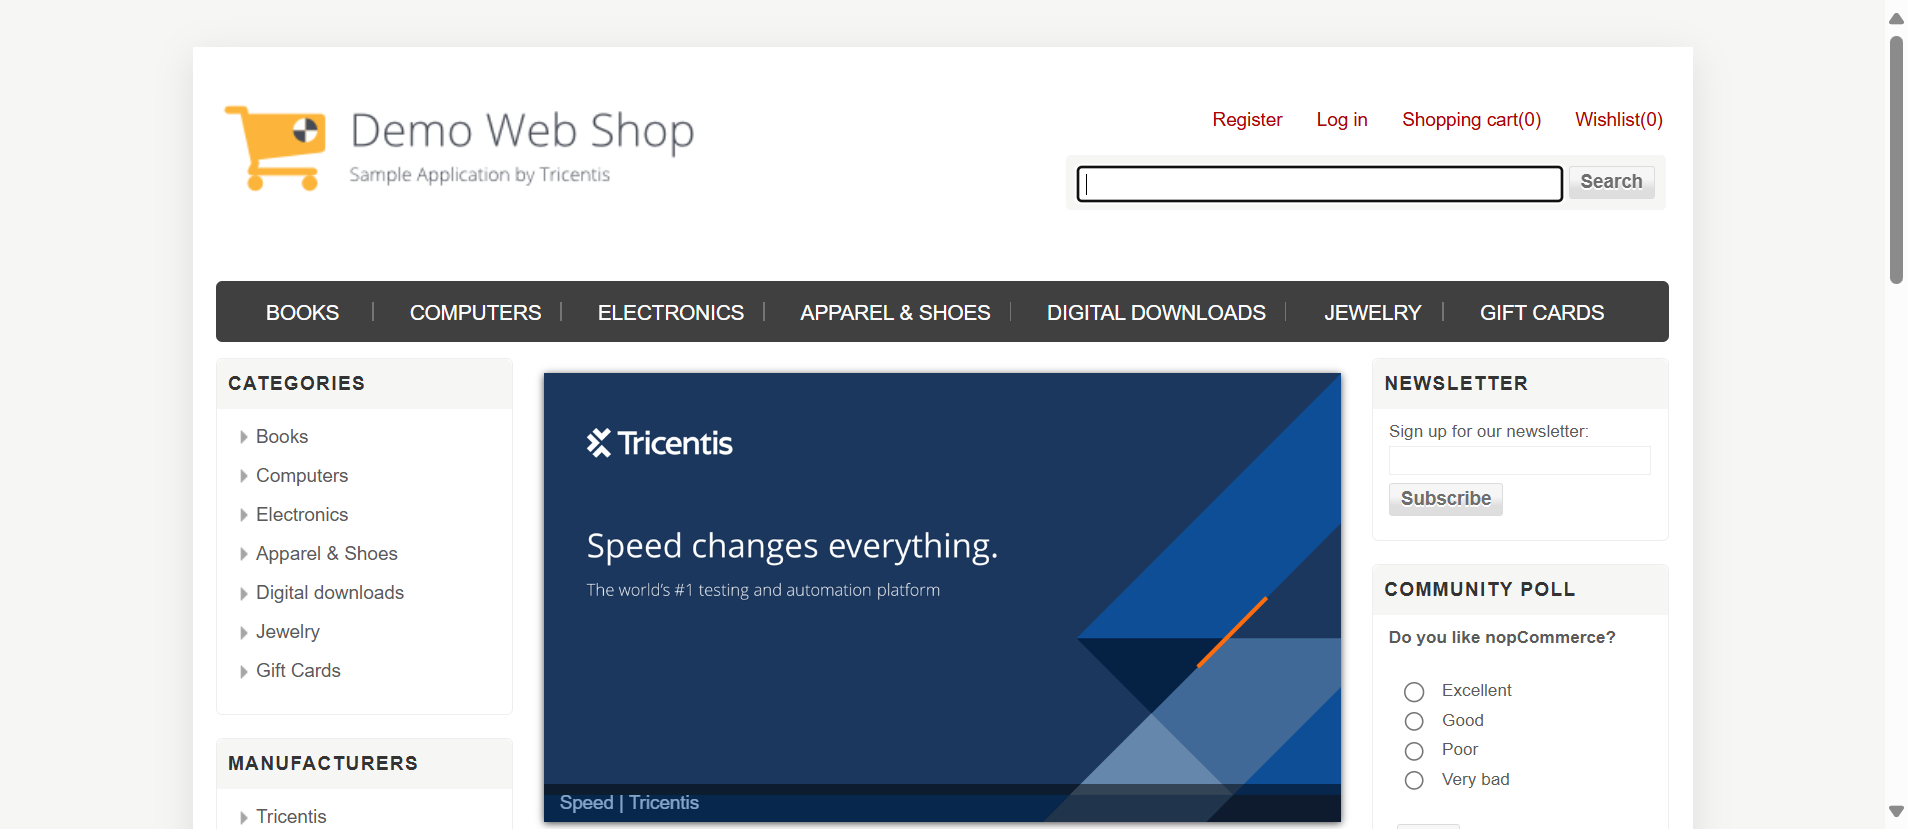 Demo Web Shop
Sample Application by Tricentis
Register Log in Shopping cart(0) Wishlist(0)
Search
BOOKS COMPUTERS ELECTRONICS APPAREL & SHOES DIGITAL DOWNLOADS JEWELRY GIFT CARDS
CATEGORIES
Books
Computers
Electronics
Apparel & Shoes
Digital downloads
Jewelry
Gift Cards
MANUFACTURERS
Tricentis
Tricentis
Speed changes everything.
The world's #1 testing and automation platform
Speed | Tricentis
NEWSLETTER
Sign up for our newsletter:
Subscribe
COMMUNITY POLL
Do you like nopCommerce?
Excellent
Good
Poor
Very bad